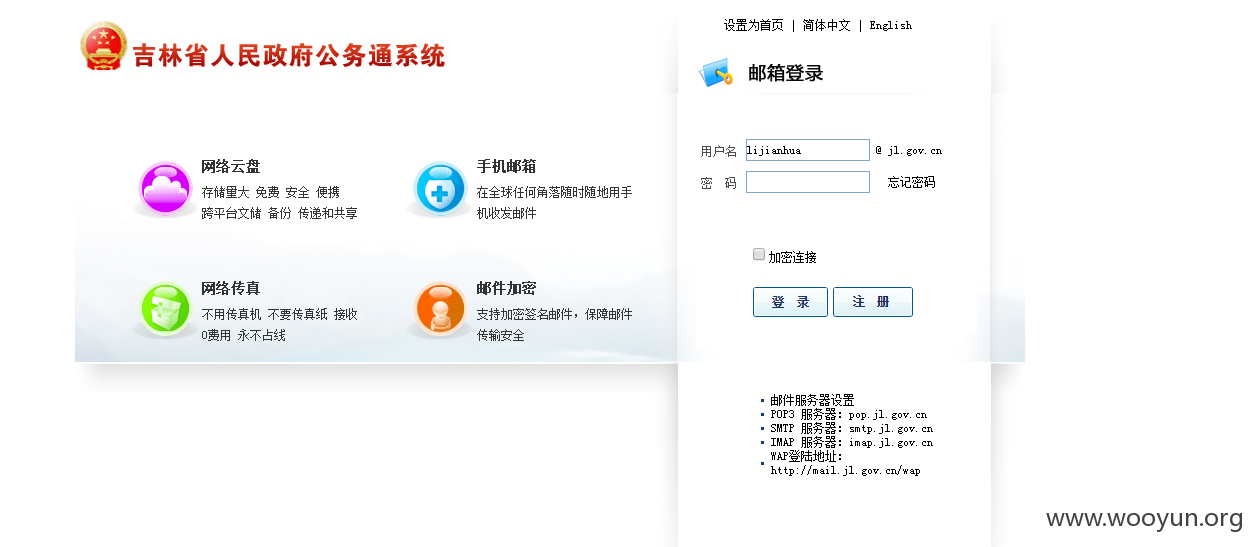 吉林省人民政府公务通系统
设置为首页 | 简体中文 | English
邮箱登录
网络云盘
存储量大 免费 安全 便携
跨平台文储 备份 传递和共享
手机邮箱
在全球任何角落随时随地用手
机收发邮件
网络传真
不用传真机 不要传真纸 接收
0费用 永不占线
邮件加密
支持加密签名邮件，保障邮件
传输安全
用户名 lijianhua @ jl.gov.cn
密 码 忘记密码
加密连接
登 录 注 册
邮件服务器设置
POP3 服务器: pop.jl.gov.cn
SMTP 服务器: smtp.jl.gov.cn
IMAP 服务器: imap.jl.gov.cn
WAP登陆地址:
http://mail.jl.gov.cn/wap
www.wooyun.org